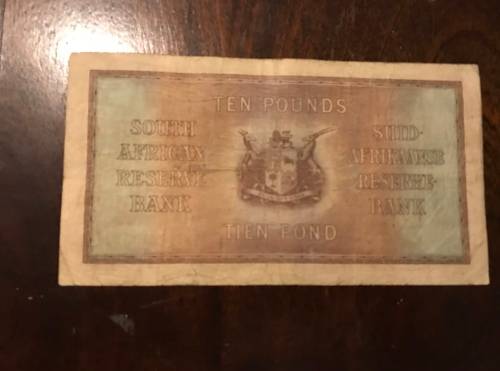 TEN POUNDS
SOUTH
AFRICAN
RESERVE
BANK
SUID-
AFRIKAANSE
RESERWE-
BANK
TIEN POND